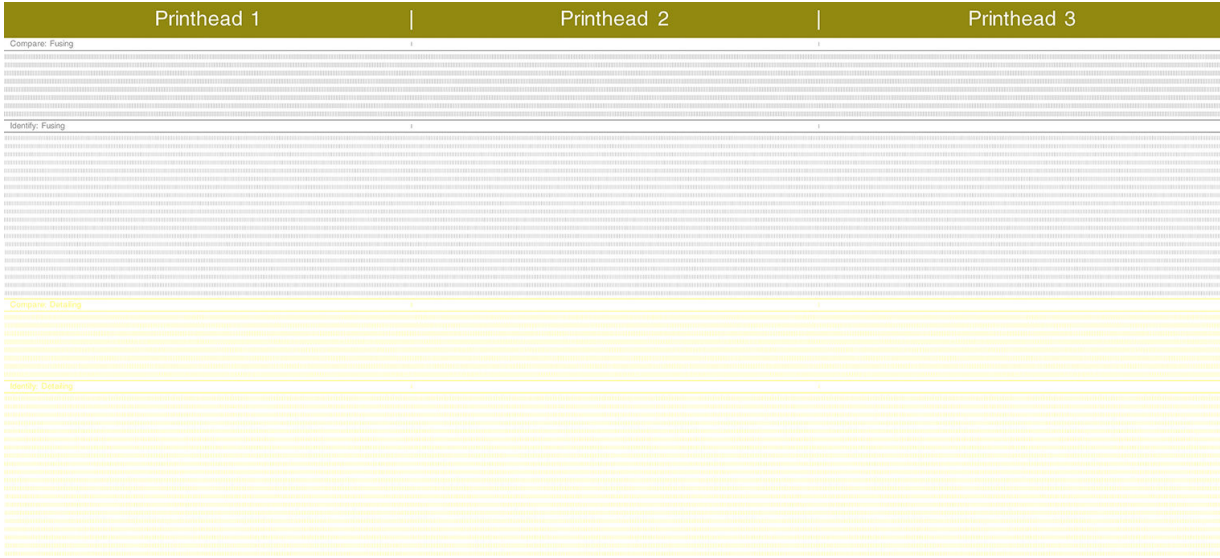 Printhead 1 | Printhead 2 | Printhead 3
Compare: Fusing
Identify: Fusing
Compare: Detailing
Identify: Detailing